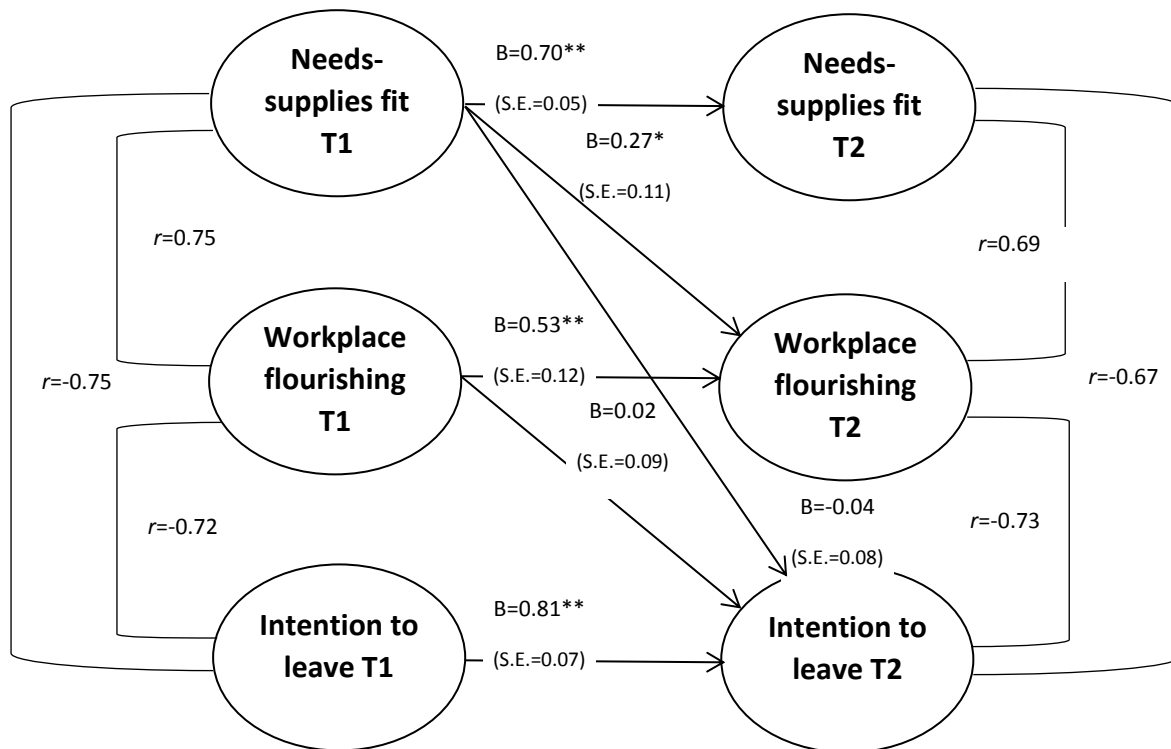 Needs-
supplies fit
T1
B=0.70**
(S.E.=0.05)
Needs-
supplies fit
T2
B=0.27*
(S.E.=0.11)
r=0.75
r=0.69
Workplace
flourishing
T1
B=0.53**
(S.E.=0.12)
Workplace
flourishing
T2
r=-0.75
r=-0.67
B=0.02
(S.E.=0.09)
r=-0.72
B=-0.04
(S.E.=0.08)
r=-0.73
Intention to
leave T1
B=0.81**
(S.E.=0.07)
Intention to
leave T2